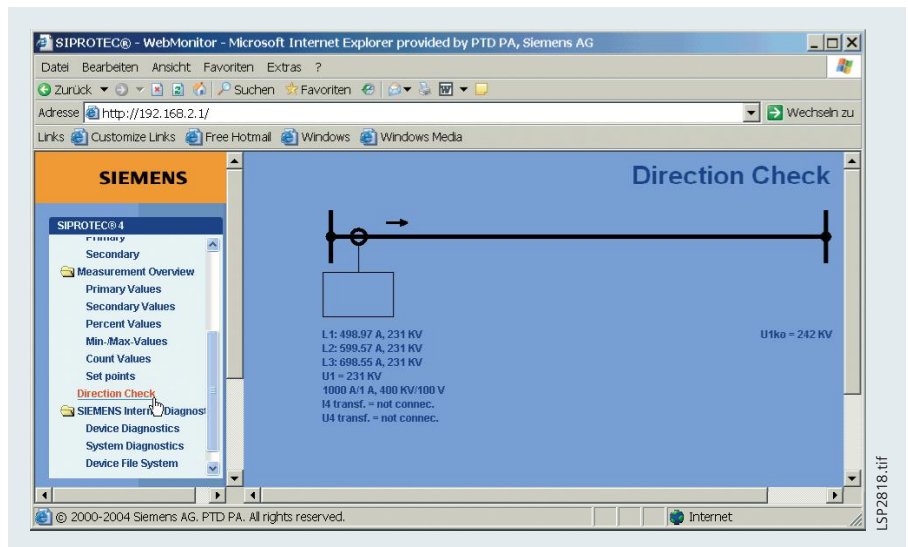 SIPROTEC® - WebMonitor - Microsoft Internet Explorer provided by PTD PA, Siemens AG
Datei Bearbeiten Ansicht Favoriten Extras ?
Zurück Suchen Favoriten
Adresse http://192.168.2.1/ Wechseln zu
Links Customize Links Free Hotmail Windows Windows Media
SIEMENS
SIPROTEC® 4
Primary
Secondary
Measurement Overview
Primary Values
Secondary Values
Percent Values
Min-/Max-Values
Count Values
Set points
Direction Check
SIEMENS Intern Diagnost
Device Diagnostics
System Diagnostics
Device File System
Direction Check
L1: 498.97 A, 231 KV
L2: 599.57 A, 231 KV
L3: 698.55 A, 231 KV
U1 = 231 KV
1000 A/1 A, 400 KV/100 V
I4 transf. = not connec.
U4 transf. = not connec.
U1ko = 242 KV
© 2000-2004 Siemens AG. PTD PA. All rights reserved.
Internet
LSP2818.tif